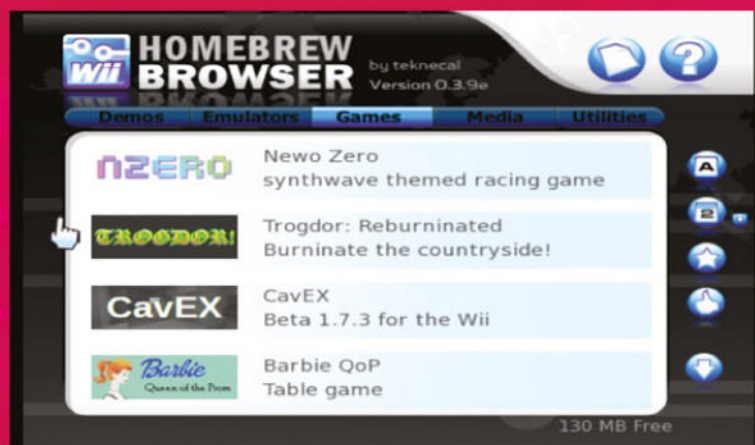 Wii HOMEBREW
BROWSER
by teknecal
Version 0.3.9e
Demos Emulators Games Media Utilities
NZERO
Newo Zero
synthwave themed racing game
TROGDOR!
Trogdor: Reburninated
Burninate the countryside!
CavEX
CavEX
Beta 1.7.3 for the Wii
Barbie
Queen of the Prom
Barbie QoP
Table game
A
2
130 MB Free